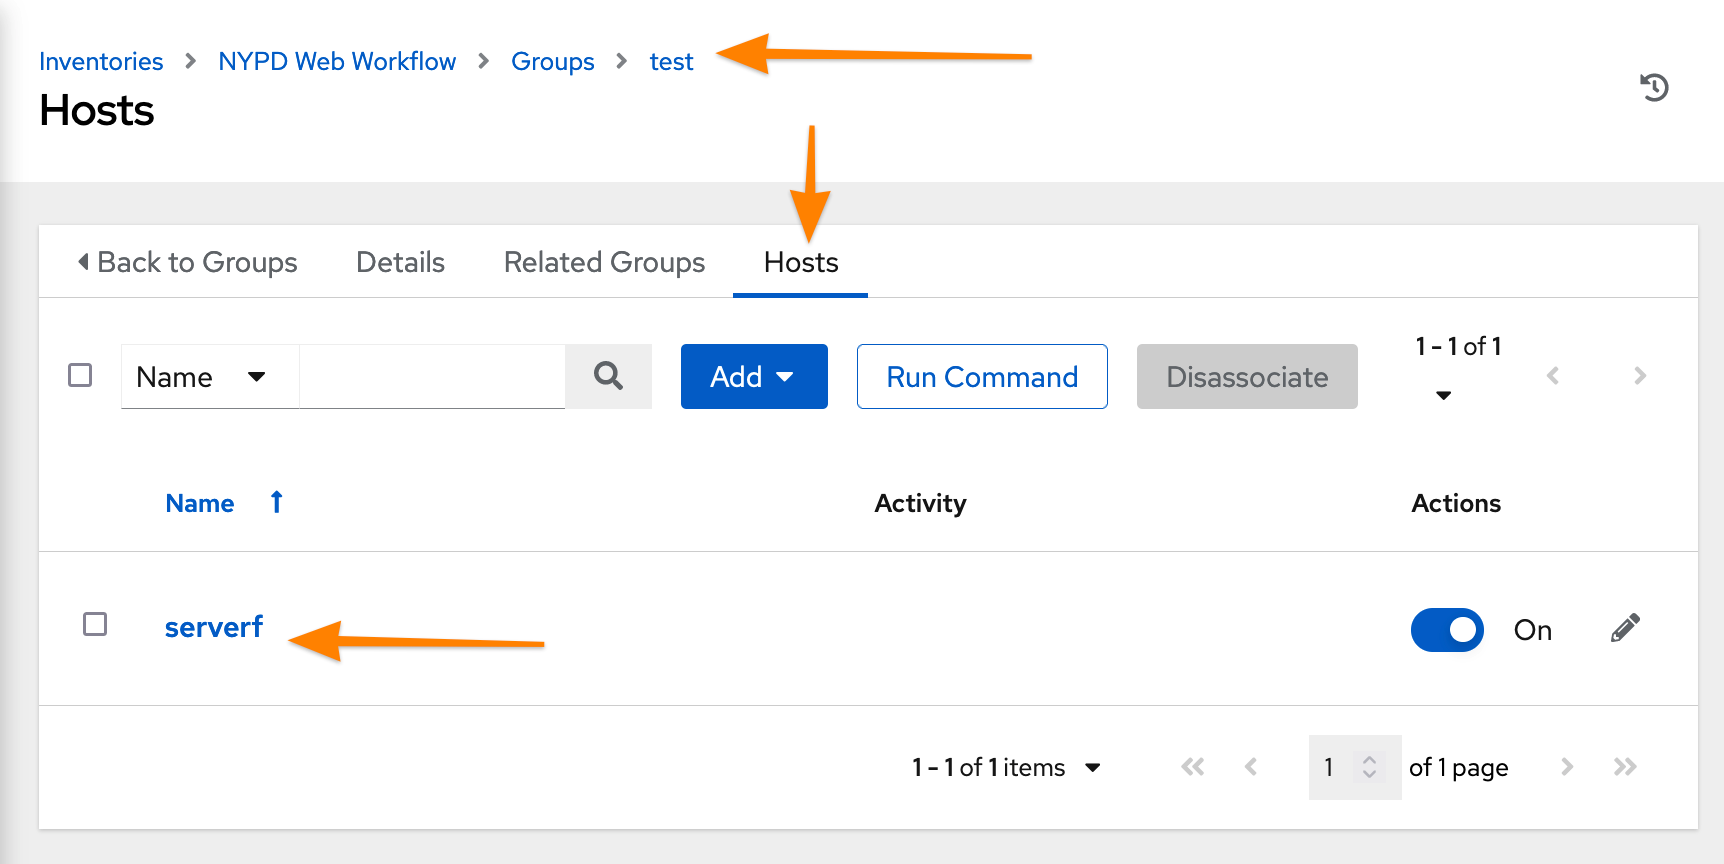 Inventories > NYPD Web Workflow > Groups > test
Hosts
Back to Groups Details Related Groups Hosts
Name Add Run Command Disassociate 1 - 1 of 1
Name Activity Actions
serverf On
1 - 1 of 1 items 1 of 1 page